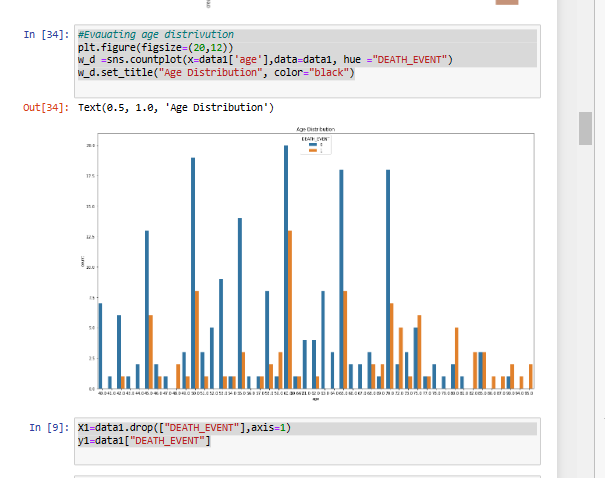 In [34]:
#Evauating age distrivution
plt.figure(figsize=(20,12))
w_d =sns.countplot(x=data1['age'],data=data1, hue ="DEATH_EVENT")
w_d.set_title("Age Distribution", color="black")
Out[34]: Text(0.5, 1.0, 'Age Distribution')
Age Distribution
DEATH_EVENT
0
1
20.0
17.5
15.0
12.5
10.0
7.5
5.0
2.5
0.0
count
age
In [9]:
X1=data1.drop(["DEATH_EVENT"],axis=1)
y1=data1["DEATH_EVENT"]